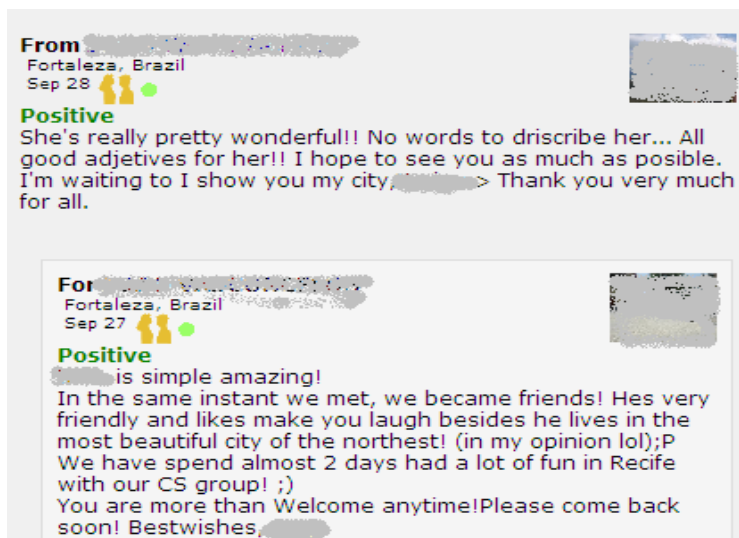 From
Fortaleza, Brazil
Sep 28
Positive
She's really pretty wonderful!! No words to driscribe her... All
good adjetives for her!! I hope to see you as much as posible.
I'm waiting to I show you my city, > Thank you very much
for all.
For
Fortaleza, Brazil
Sep 27
Positive
is simple amazing!
In the same instant we met, we became friends! Hes very
friendly and likes make you laugh besides he lives in the
most beautiful city of the northest! (in my opinion lol);P
We have spend almost 2 days had a lot of fun in Recife
with our CS group! ;)
You are more than Welcome anytime!Please come back
soon! Bestwishes,